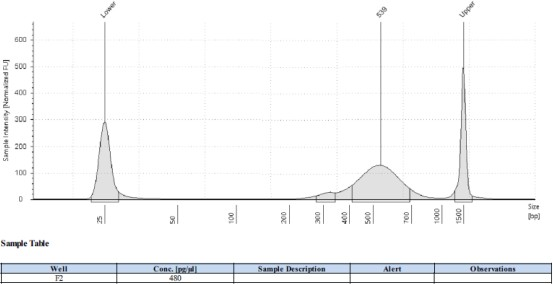 Lower
539
Upper
Sample Intensity [Normalized FU]
600
500
400
300
200
100
0
25
50
100
200
300
400
500
700
1000
1500
Size
[bp]
Sample Table
Well Conc. [pg/µl] Sample Description Alert Observations
F2 480